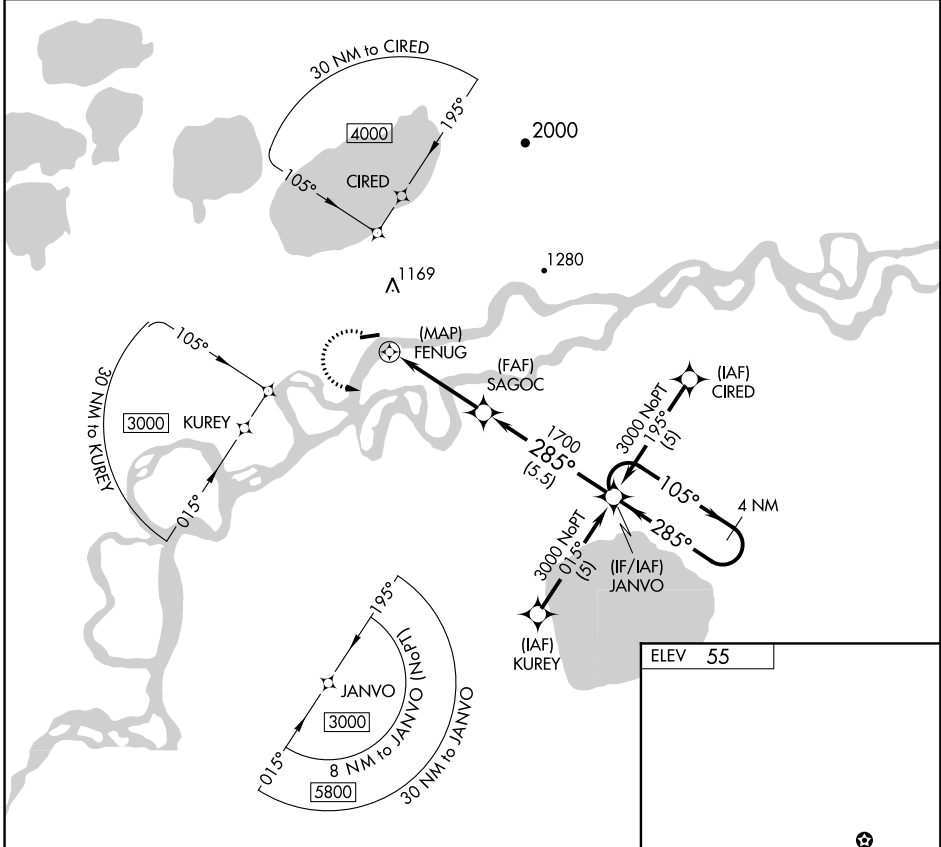 30 NM to CIRED
4000
195°
2000
CIRED
105°
1280
1169
(MAP)
FENUG
105°
(FAF)
SAGOC
(IAF)
CIRED
30 NM to KUREY
3000
KUREY
015°
1700
285°
(5.5)
3000 NoPT
195°
(5)
105°
4 NM
285°
3000 NoPT
015°
(5)
(IF/IAF)
JANVO
(IAF)
KUREY
195°
JANVO
3000
8 NM to JANVO (NoPT)
015°
5800
30 NM to JANVO
ELEV 55